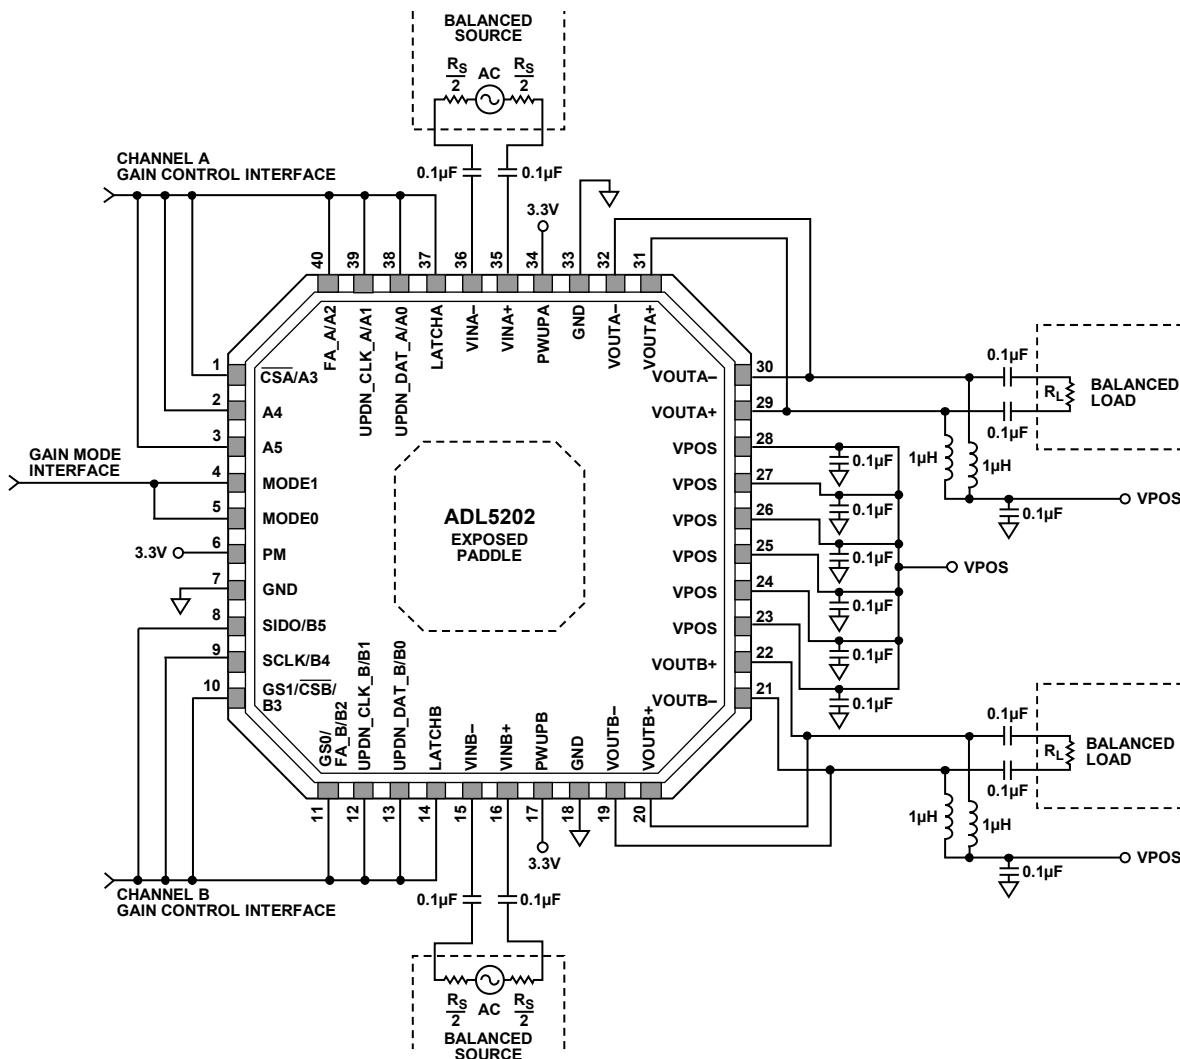 BALANCED
SOURCE
RS/2 AC RS/2
0.1µF 0.1µF
CHANNEL A
GAIN CONTROL INTERFACE
3.3V
40 39 38 37 36 35 34 33 32 31
FA_A/A2
UPDN_CLK_A/A1
UPDN_DAT_A/A0
LATCHA
VINA–
VINA+
PWUPA
GND
VOUTA–
VOUTA+
1 CSA/A3
2 A4
3 A5
GAIN MODE
INTERFACE
4 MODE1
5 MODE0
3.3V 6 PM
7 GND
8 SIDO/B5
9 SCLK/B4
10 GS1/CSB/
B3
ADL5202
EXPOSED
PADDLE
VOUTA– 30
VOUTA+ 29
VPOS 28
VPOS 27
VPOS 26
VPOS 25
VPOS 24
VPOS 23
VOUTB+ 22
VOUTB– 21
0.1µF
0.1µF
RL
BALANCED
LOAD
1µH
1µH
0.1µF
VPOS
0.1µF
0.1µF
0.1µF
0.1µF
0.1µF
0.1µF
VPOS
0.1µF
0.1µF
RL
BALANCED
LOAD
1µH
1µH
0.1µF
VPOS
GS0/
FA_B/B2
UPDN_CLK_B/B1
UPDN_DAT_B/B0
LATCHB
VINB–
VINB+
PWUPB
GND
VOUTB–
VOUTB+
11 12 13 14 15 16 17 18 19 20
3.3V
CHANNEL B
GAIN CONTROL INTERFACE
0.1µF 0.1µF
RS/2 AC RS/2
BALANCED
SOURCE